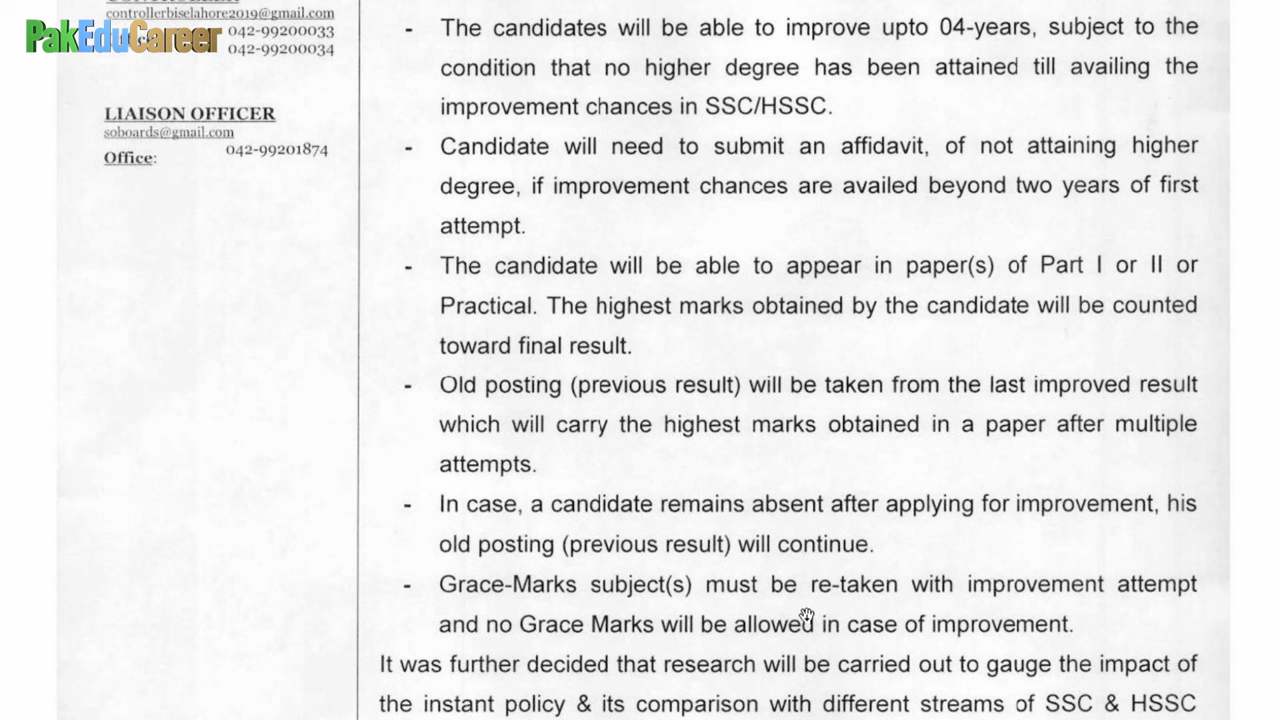 controllerbiselahore2019@gmail.com
PakEduCareer
042-99200033
042-99200034
LIAISON OFFICER
soboards@gmail.com
Office: 042-99201874
- The candidates will be able to improve upto 04-years, subject to the
condition that no higher degree has been attained till availing the
improvement chances in SSC/HSSC.
- Candidate will need to submit an affidavit, of not attaining higher
degree, if improvement chances are availed beyond two years of first
attempt.
- The candidate will be able to appear in paper(s) of Part I or II or
Practical. The highest marks obtained by the candidate will be counted
toward final result.
- Old posting (previous result) will be taken from the last improved result
which will carry the highest marks obtained in a paper after multiple
attempts.
- In case, a candidate remains absent after applying for improvement, his
old posting (previous result) will continue.
- Grace-Marks subject(s) must be re-taken with improvement attempt
and no Grace Marks will be allowed in case of improvement.
It was further decided that research will be carried out to gauge the impact of
the instant policy & its comparison with different streams of SSC & HSSC